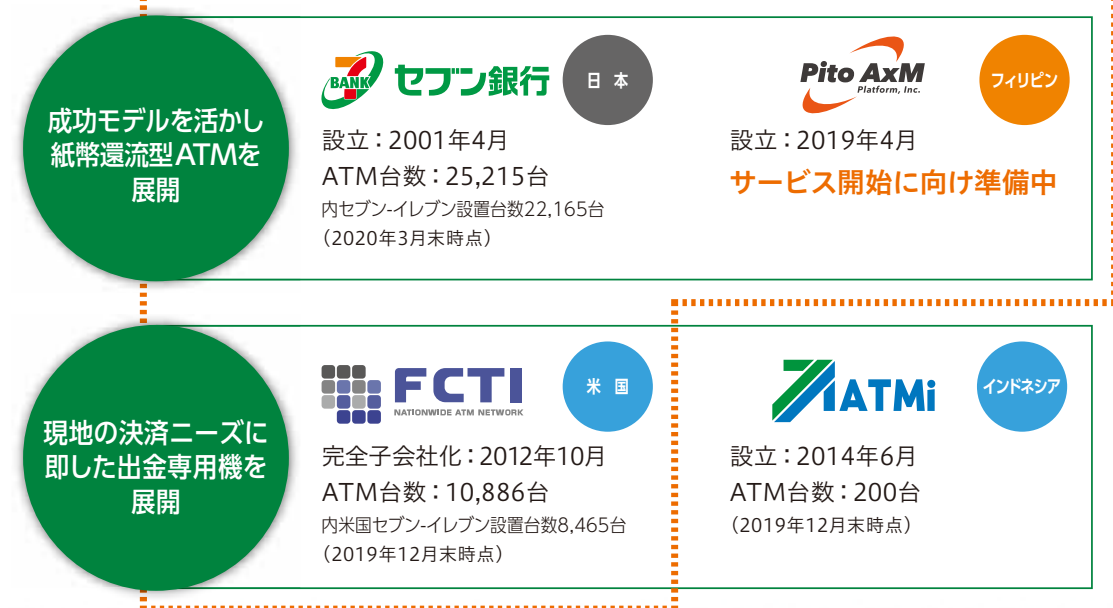 成功モデルを活かし
紙幣還流型ATMを
展開
7
BANK
セブン銀行
日 本
設立：2001年4月
ATM台数：25,215台
内セブン-イレブン設置台数22,165台
（2020年3月末時点）
Pito AxM
Platform, Inc.
フィリピン
設立：2019年4月
サービス開始に向け準備中
現地の決済ニーズに
即した出金専用機を
展開
FCTI
NATIONWIDE ATM NETWORK
米 国
完全子会社化：2012年10月
ATM台数：10,886台
内米国セブン-イレブン設置台数8,465台
（2019年12月末時点）
ATMi
インドネシア
設立：2014年6月
ATM台数：200台
（2019年12月末時点）